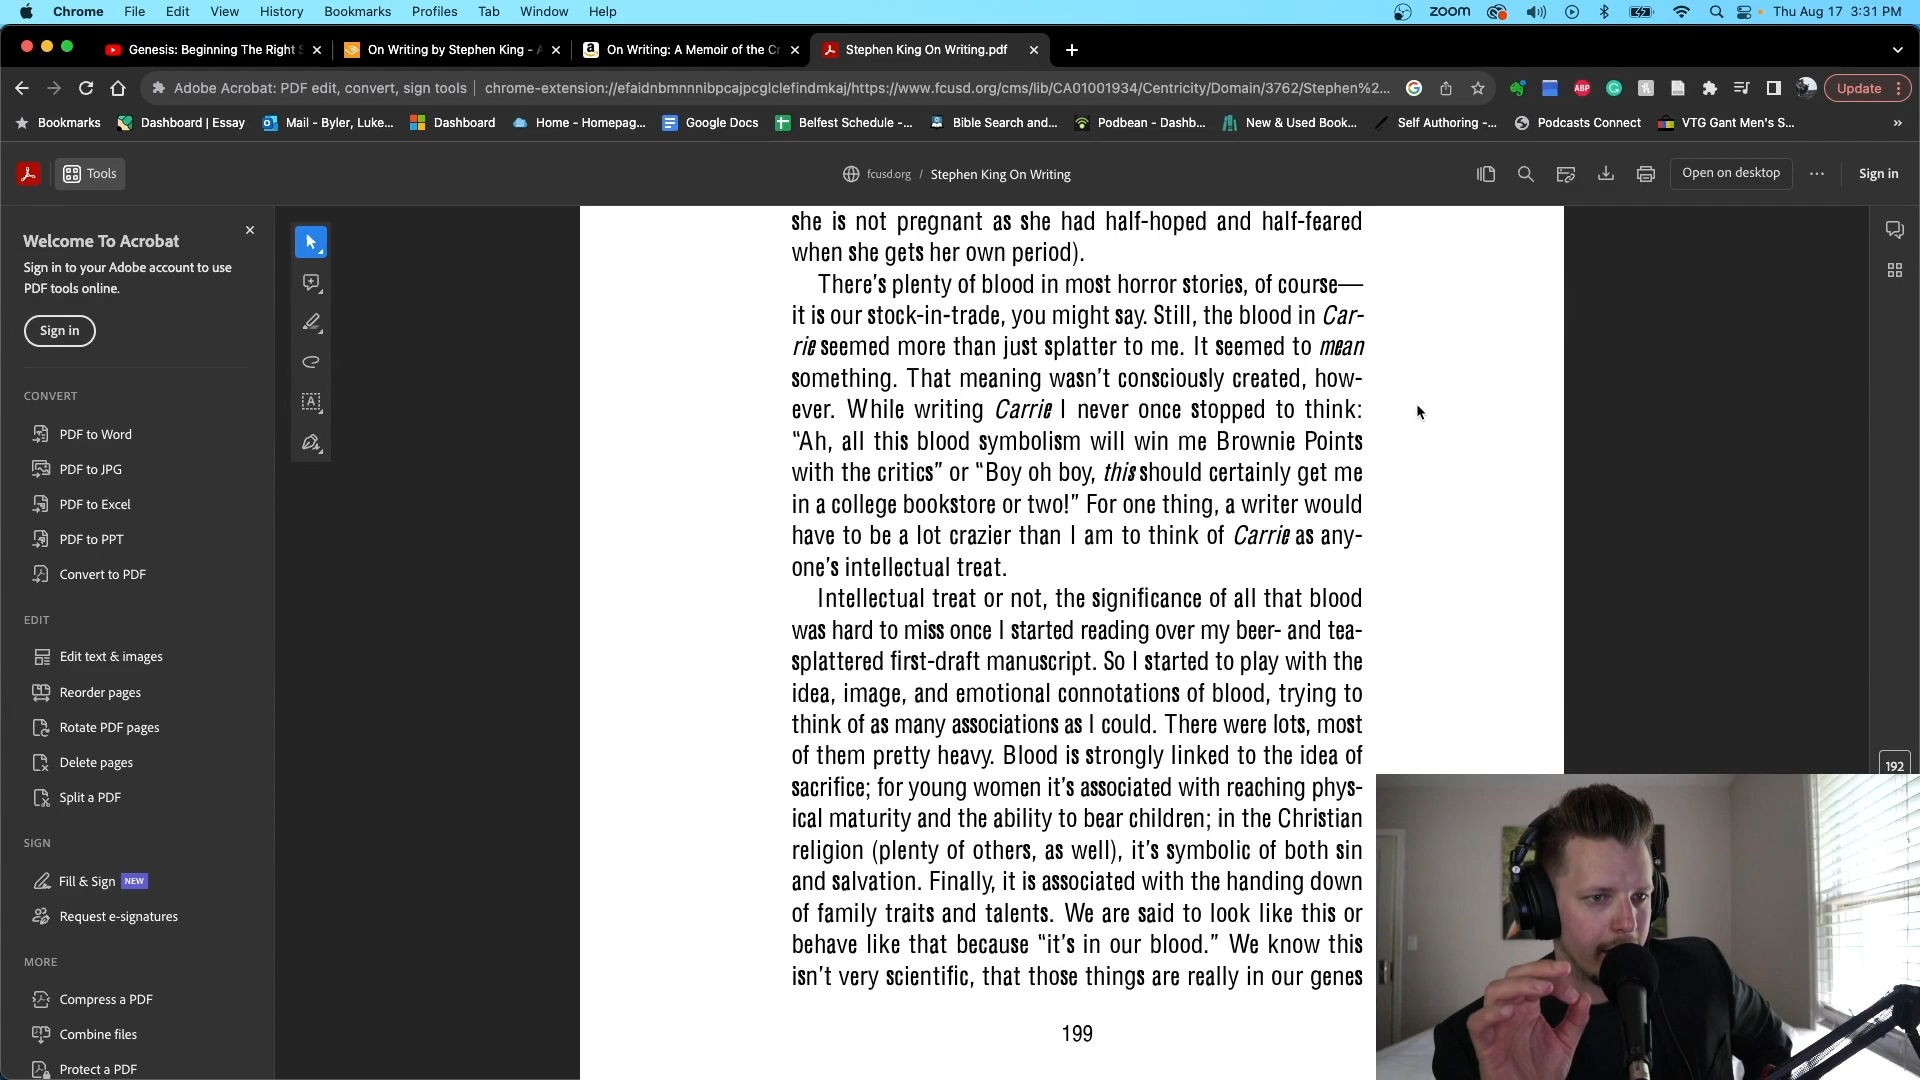 Chrome File Edit View History Bookmarks Profiles Tab Window Help
zoom Thu Aug 17 3:31 PM
Genesis: Beginning The Right S
On Writing by Stephen King - A
On Writing: A Memoir of the Cr
Stephen King On Writing.pdf
Adobe Acrobat: PDF edit, convert, sign tools
chrome-extension://efaidnbmnnnibpcajpcglclefindmkaj/https://www.fcusd.org/cms/lib/CA01001934/Centricity/Domain/3762/Stephen%2...
ABP
Update
Bookmarks Dashboard | Essay Mail - Byler, Luke... Dashboard Home - Homepag... Google Docs Belfest Schedule -... Bible Search and... Podbean - Dashb... New & Used Book... Self Authoring -... Podcasts Connect VTG Gant Men's S... »
Tools
fcusd.org / Stephen King On Writing
Open on desktop
Sign in
Welcome To Acrobat
Sign in to your Adobe account to use
PDF tools online.
Sign in
CONVERT
PDF to Word
PDF to JPG
PDF to Excel
PDF to PPT
Convert to PDF
EDIT
Edit text & images
Reorder pages
Rotate PDF pages
Delete pages
Split a PDF
SIGN
Fill & Sign NEW
Request e-signatures
MORE
Compress a PDF
Combine files
Protect a PDF
she is not pregnant as she had half-hoped and half-feared
when she gets her own period).
There's plenty of blood in most horror stories, of course—
it is our stock-in-trade, you might say. Still, the blood in Car-
rie seemed more than just splatter to me. It seemed to mean
something. That meaning wasn't consciously created, how-
ever. While writing Carrie I never once stopped to think:
“Ah, all this blood symbolism will win me Brownie Points
with the critics” or “Boy oh boy, this should certainly get me
in a college bookstore or two!” For one thing, a writer would
have to be a lot crazier than I am to think of Carrie as any-
one's intellectual treat.
Intellectual treat or not, the significance of all that blood
was hard to miss once I started reading over my beer- and tea-
splattered first-draft manuscript. So I started to play with the
idea, image, and emotional connotations of blood, trying to
think of as many associations as I could. There were lots, most
of them pretty heavy. Blood is strongly linked to the idea of
sacrifice; for young women it's associated with reaching phys-
ical maturity and the ability to bear children; in the Christian
religion (plenty of others, as well), it's symbolic of both sin
and salvation. Finally, it is associated with the handing down
of family traits and talents. We are said to look like this or
behave like that because “it's in our blood.” We know this
isn't very scientific, that those things are really in our genes
199
192